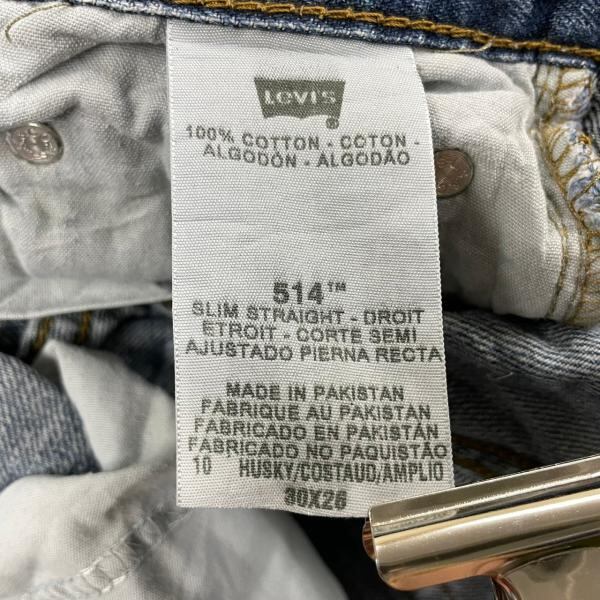 Levi's ®
100% COTTON - COTON -
ALGODÓN - ALGODÃO
514™
SLIM STRAIGHT - DROIT
ETROIT - CORTE SEMI
AJUSTADO PIERNA RECTA
MADE IN PAKISTAN
FABRIQUE AU PAKISTAN
FABRICADO EN PAKISTÁN
FABRICADO NO PAQUISTÃO
10 HUSKY/COSTAUD/AMPLIO
30X26